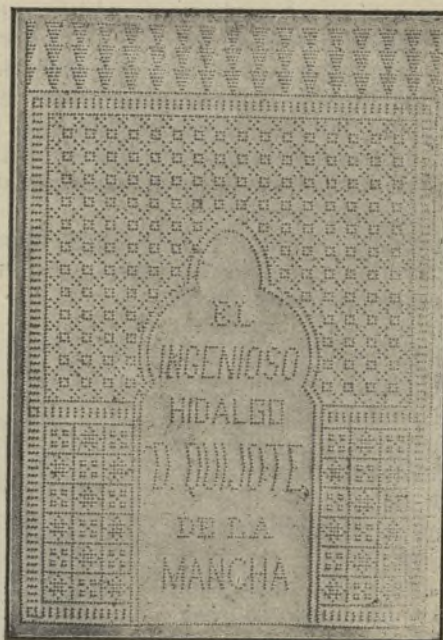 EL
INGENIOSO
HIDALGO
D. QUIJOTE
DE LA
MANCHA